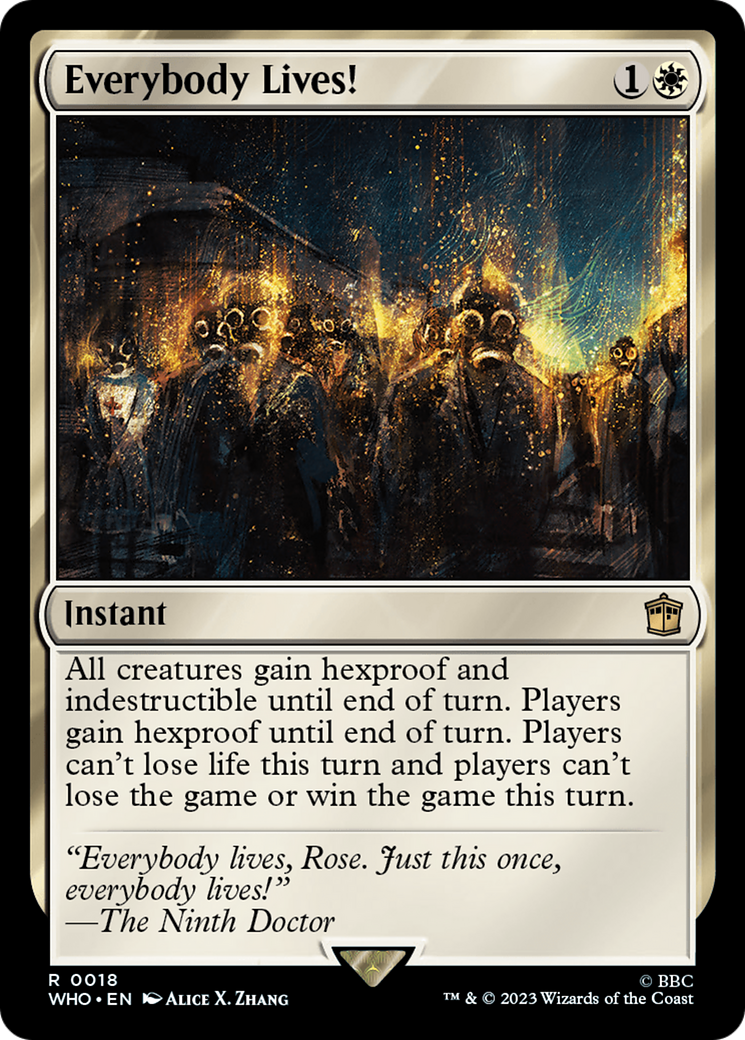 Everybody Lives! 1
Instant
All creatures gain hexproof and
indestructible until end of turn. Players
gain hexproof until end of turn. Players
can't lose life this turn and players can't
lose the game or win the game this turn.
“Everybody lives, Rose. Just this once,
everybody lives!”
—The Ninth Doctor
R 0018
WHO • EN Alice X. Zhang
© BBC
™ & © 2023 Wizards of the Coast